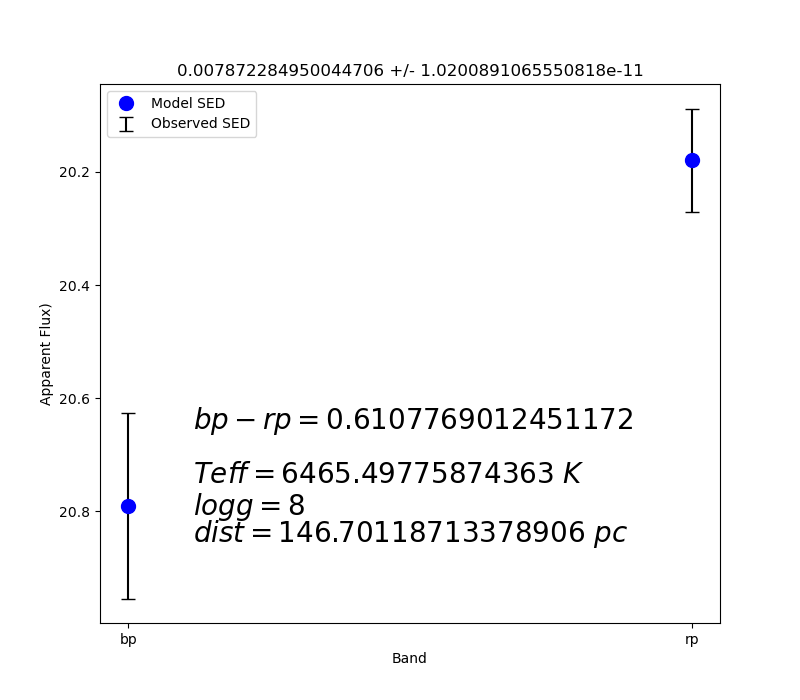 0.007872284950044706 +/- 1.0200891065550818e-11
Model SED
Observed SED
20.2
20.4
20.6
20.8
Apparent Flux)
bp − rp = 0.6107769012451172
Teff = 6465.49775874363 K
logg = 8
dist = 146.70118713378906 pc
bp
rp
Band